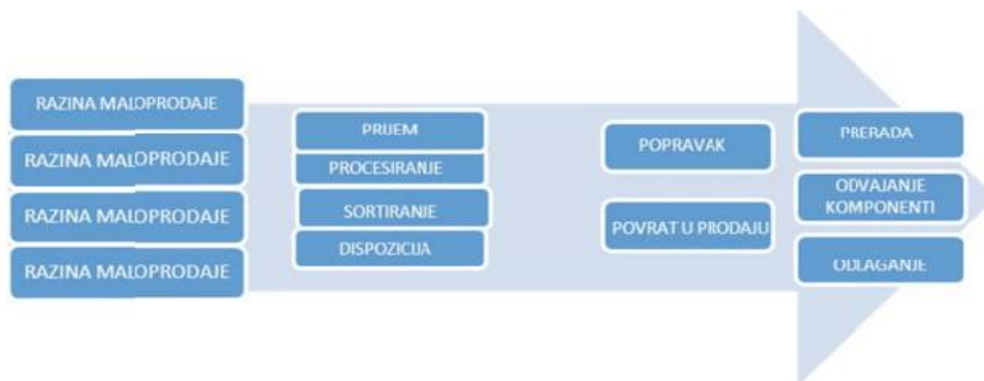 RAZINA MALOPRODAJE
RAZINA MALOPRODAJE
RAZINA MALOPRODAJE
RAZINA MALOPRODAJE
PRIJEM
PROCESIRANJE
SORTIRANJE
DISPOZICIJA
POPRAVAK
POVRAT U PRODAJU
PRERADA
ODVAJANJE
KOMPONENTI
ODLAGANJE